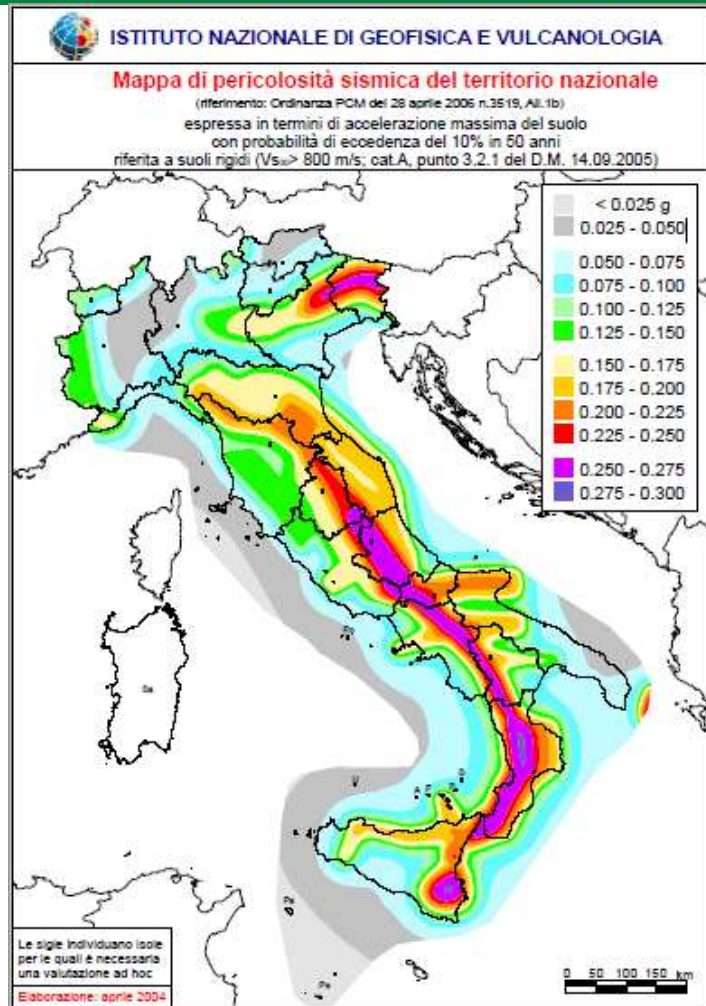 ISTITUTO NAZIONALE DI GEOFISICA E VULCANOLOGIA
Mappa di pericolosità sismica del territorio nazionale
(riferimento: Ordinanza PCM del 28 aprile 2006 n.3519, All.1b)
espressa in termini di accelerazione massima del suolo
con probabilità di eccedenza del 10% in 50 anni
riferita a suoli rigidi (Vs₃₀> 800 m/s; cat.A, punto 3.2.1 del D.M. 14.09.2005)
< 0.025 g
0.025 - 0.050
0.050 - 0.075
0.075 - 0.100
0.100 - 0.125
0.125 - 0.150
0.150 - 0.175
0.175 - 0.200
0.200 - 0.225
0.225 - 0.250
0.250 - 0.275
0.275 - 0.300
Sa
U
A
F
Pa
Pe
Le sigle individuano isole
per le quali è necessaria
una valutazione ad hoc
Elaborazione: aprile 2004
0 50 100 150 km